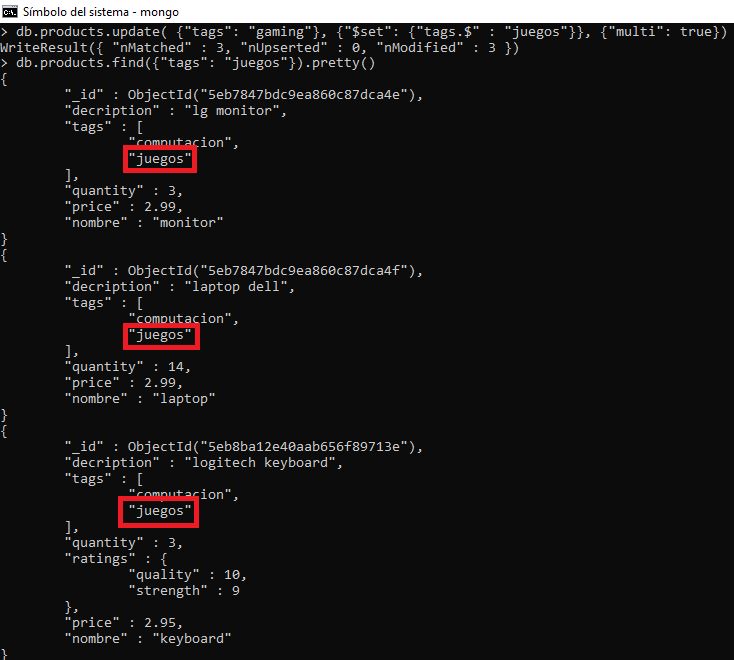 Símbolo del sistema - mongo
> db.products.update( {"tags": "gaming"}, {"$set": {"tags.$" : "juegos"}}, {"multi": true})
WriteResult({ "nMatched" : 3, "nUpserted" : 0, "nModified" : 3 })
> db.products.find({"tags": "juegos"}).pretty()
{
"_id" : ObjectId("5eb7847bdc9ea860c87dca4e"),
"decription" : "lg monitor",
"tags" : [
"computacion",
"juegos"
],
"quantity" : 3,
"price" : 2.99,
"nombre" : "monitor"
}
{
"_id" : ObjectId("5eb7847bdc9ea860c87dca4f"),
"decription" : "laptop dell",
"tags" : [
"computacion",
"juegos"
],
"quantity" : 14,
"price" : 2.99,
"nombre" : "laptop"
}
{
"_id" : ObjectId("5eb8ba12e40aab656f89713e"),
"decription" : "logitech keyboard",
"tags" : [
"computacion",
"juegos"
],
"quantity" : 3,
"ratings" : {
"quality" : 10,
"strength" : 9
},
"price" : 2.95,
"nombre" : "keyboard"
}